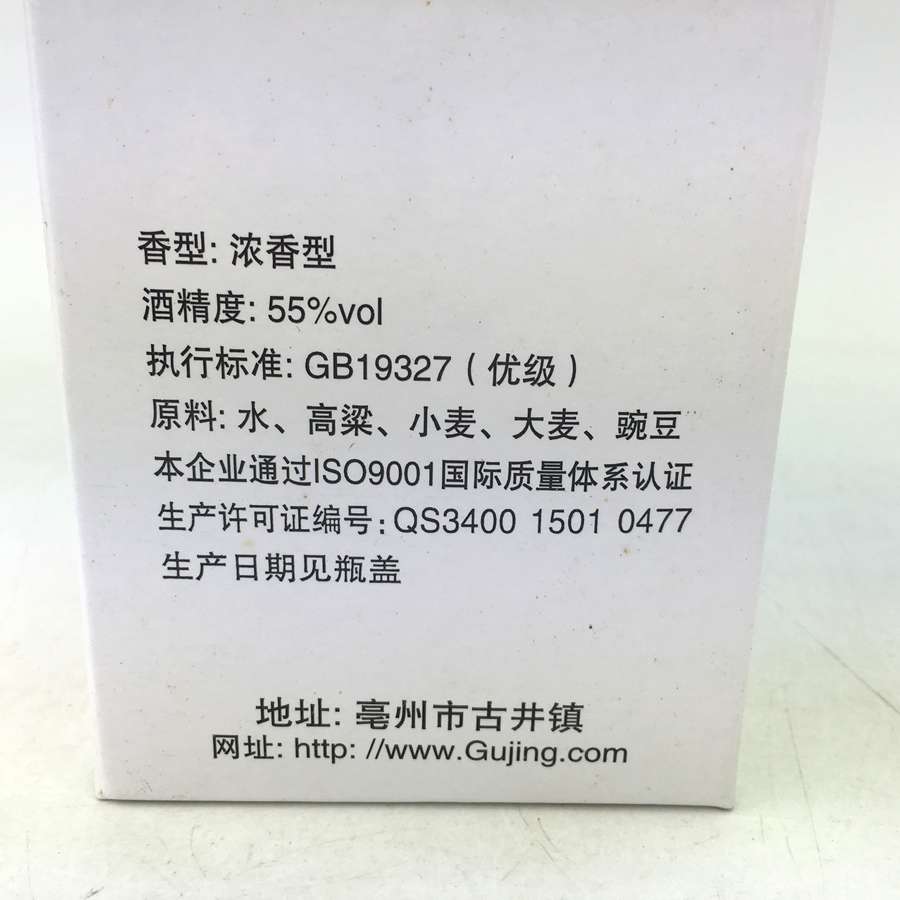 香型: 浓香型
酒精度: 55%vol
执行标准: GB19327 (优级)
原料: 水、高粱、小麦、大麦、豌豆
本企业通过ISO9001国际质量体系认证
生产许可证编号: QS3400 1501 0477
生产日期见瓶盖
地址: 亳州市古井镇
网址: http: //www.Gujing.com